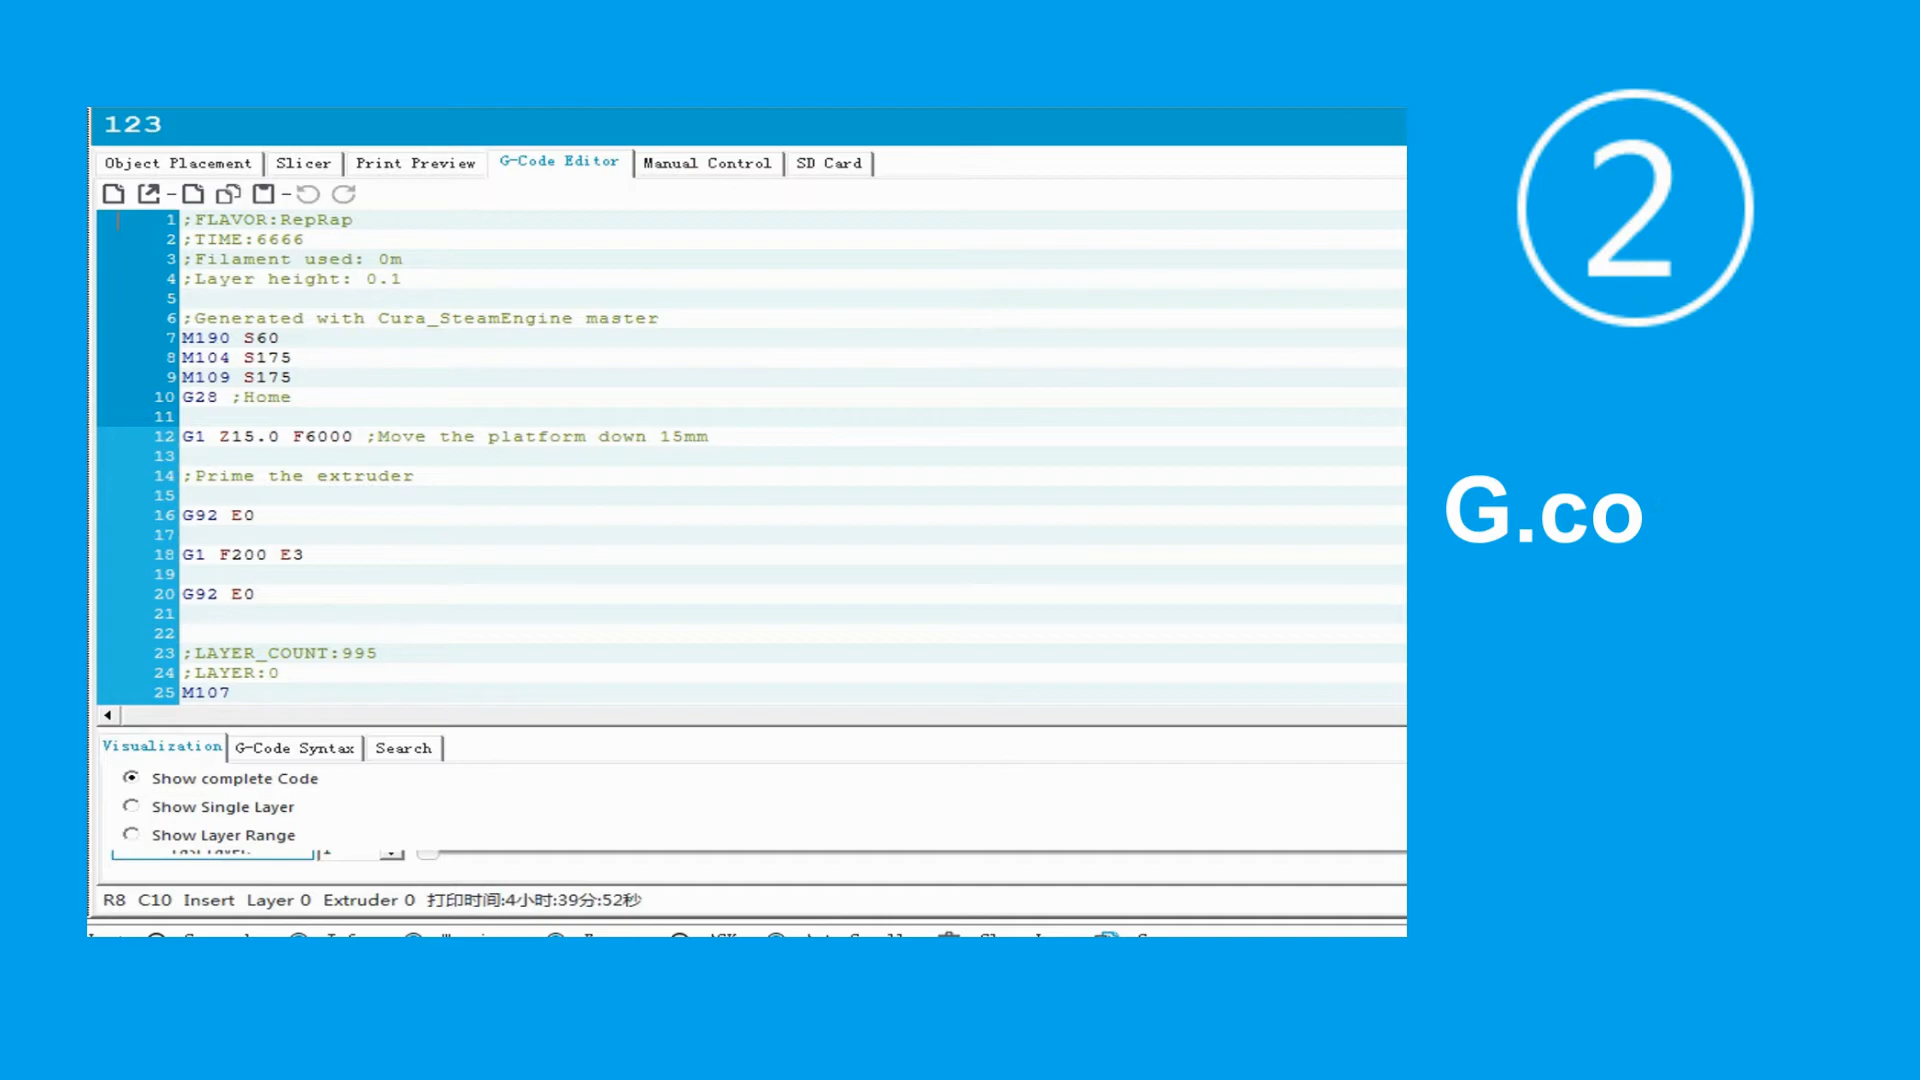 123
Object Placement Slicer Print Preview G-Code Editor Manual Control SD Card
1 ;FLAVOR:RepRap
2 ;TIME:6666
3 ;Filament used: 0m
4 ;Layer height: 0.1
5
6 ;Generated with Cura_SteamEngine master
7 M190 S60
8 M104 S175
9 M109 S175
10 G28 ;Home
11
12 G1 Z15.0 F6000 ;Move the platform down 15mm
13
14 ;Prime the extruder
15
16 G92 E0
17
18 G1 F200 E3
19
20 G92 E0
21
22
23 ;LAYER_COUNT:995
24 ;LAYER:0
25 M107
Visualization G-Code Syntax Search
Show complete Code
Show Single Layer
Show Layer Range
R8 C10 Insert Layer 0 Extruder 0 打印时间:4小时:39分:52秒
2
G.co